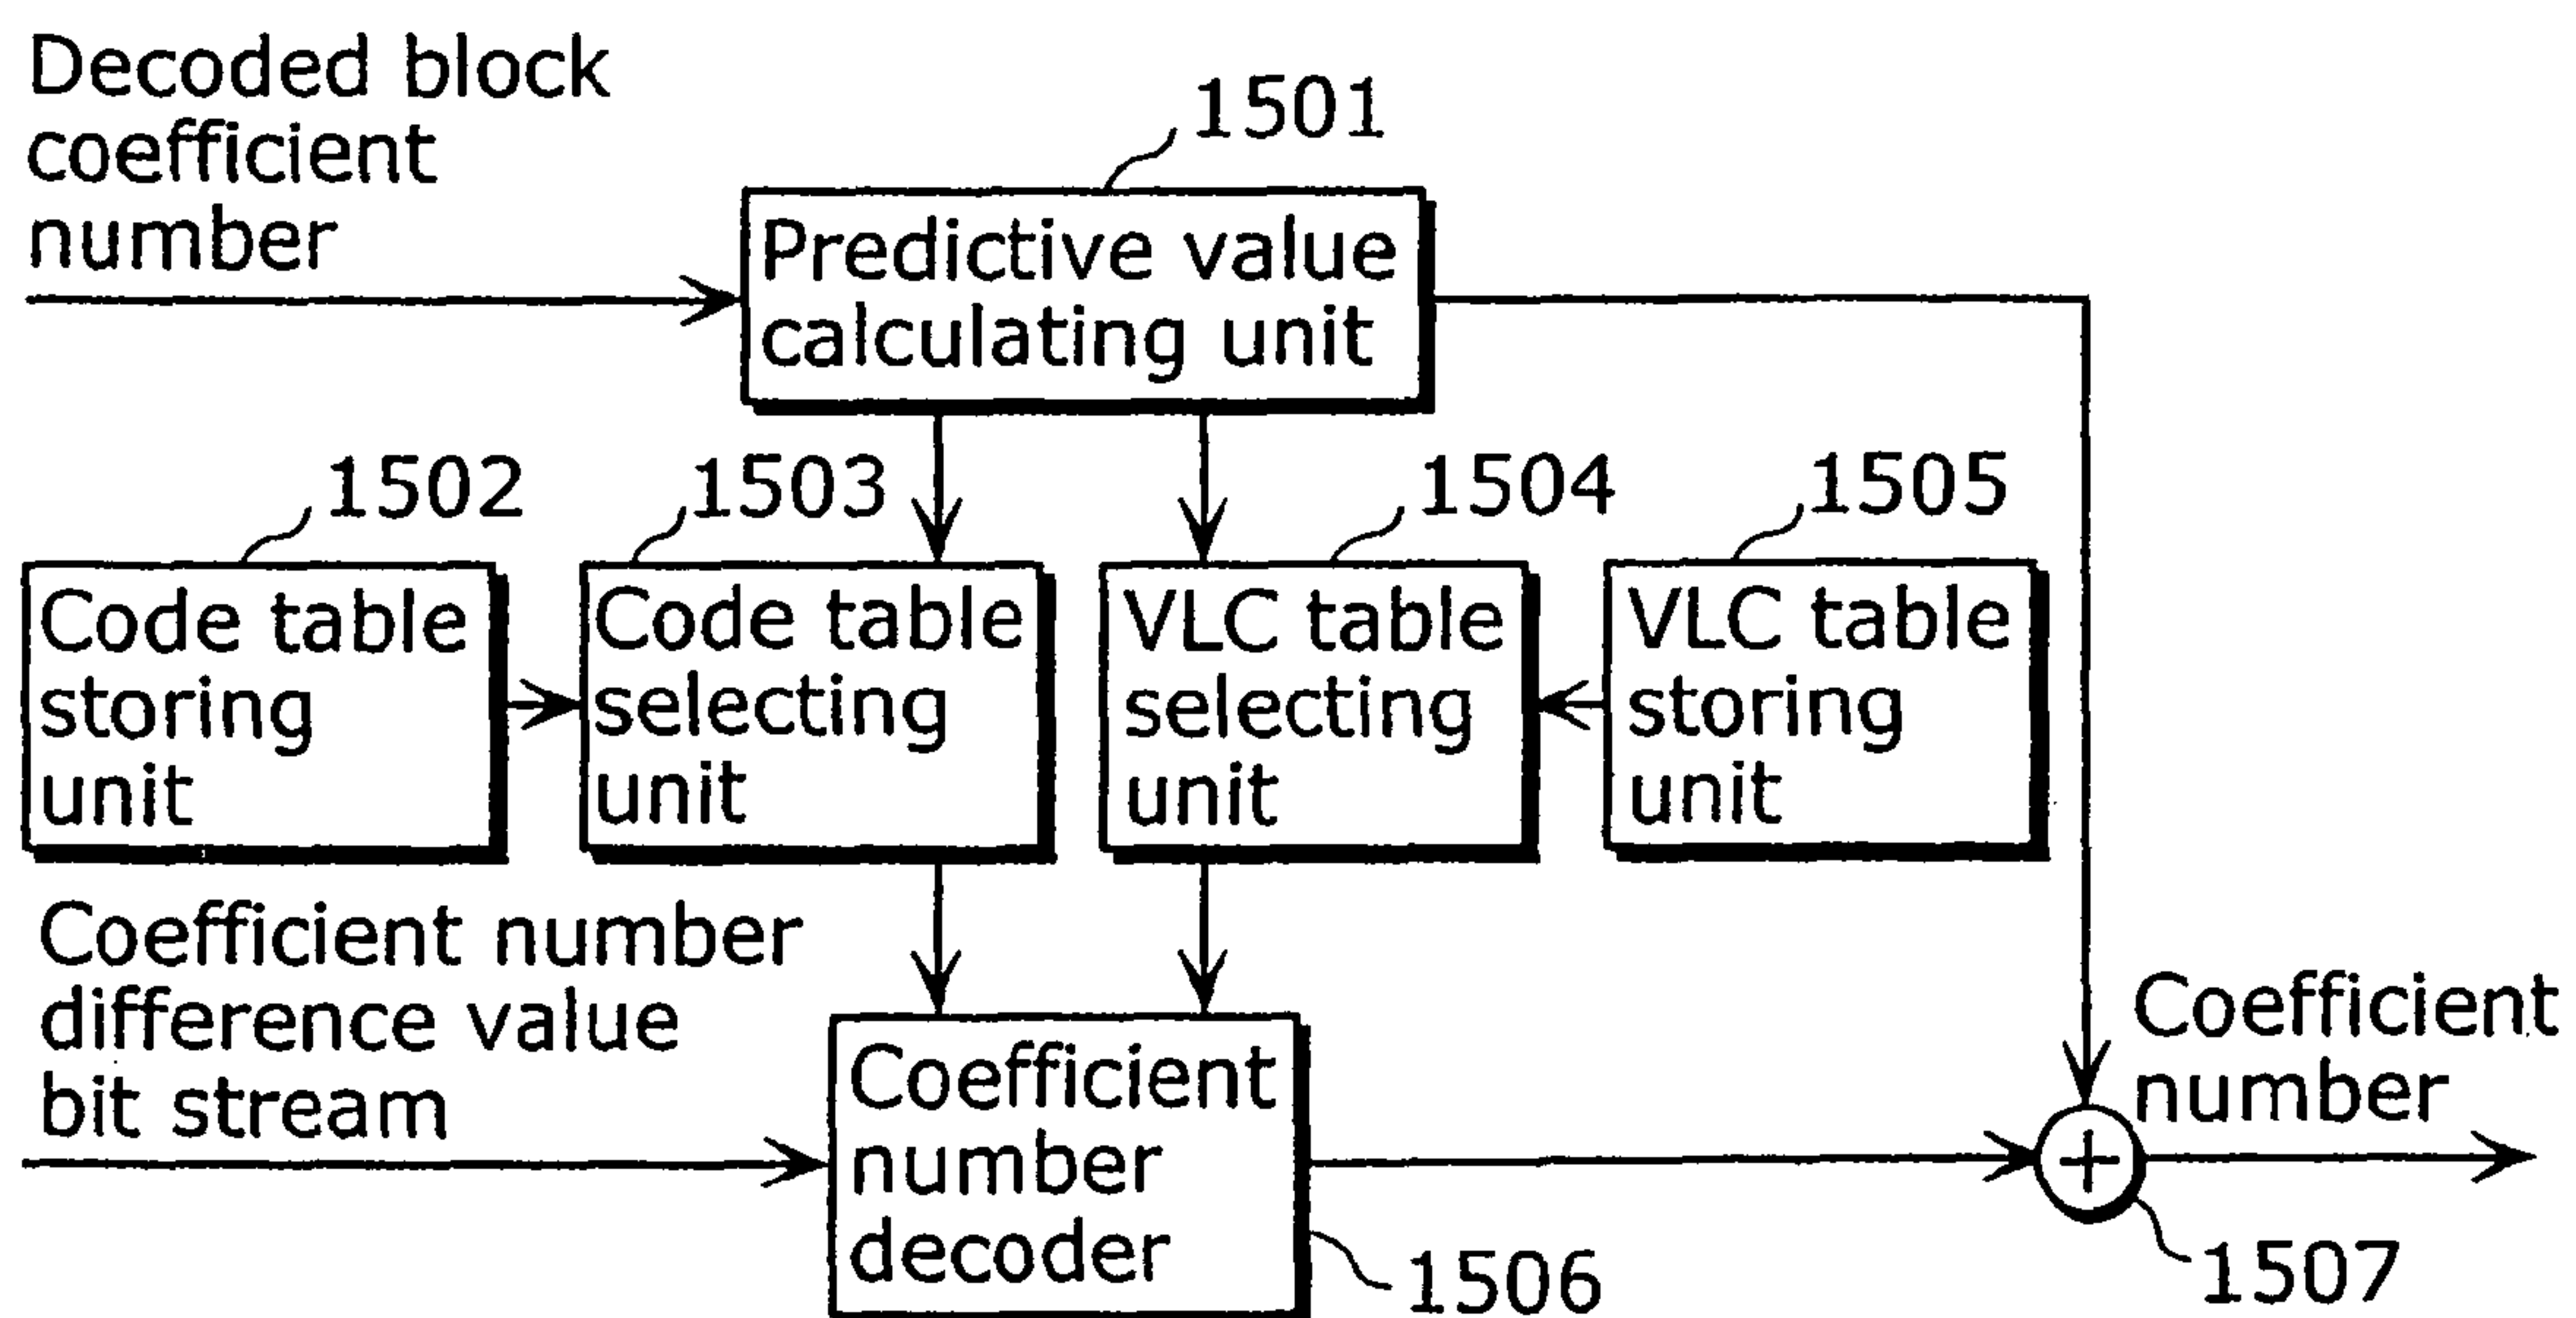 Decoded block
coefficient
number
1501
Predictive value
calculating unit
1502
1503
1504
1505
Code table
storing
unit
Code table
selecting
unit
VLC table
selecting
unit
VLC table
storing
unit
Coefficient number
difference value
bit stream
Coefficient
number
decoder
Coefficient
number
+
1506
1507